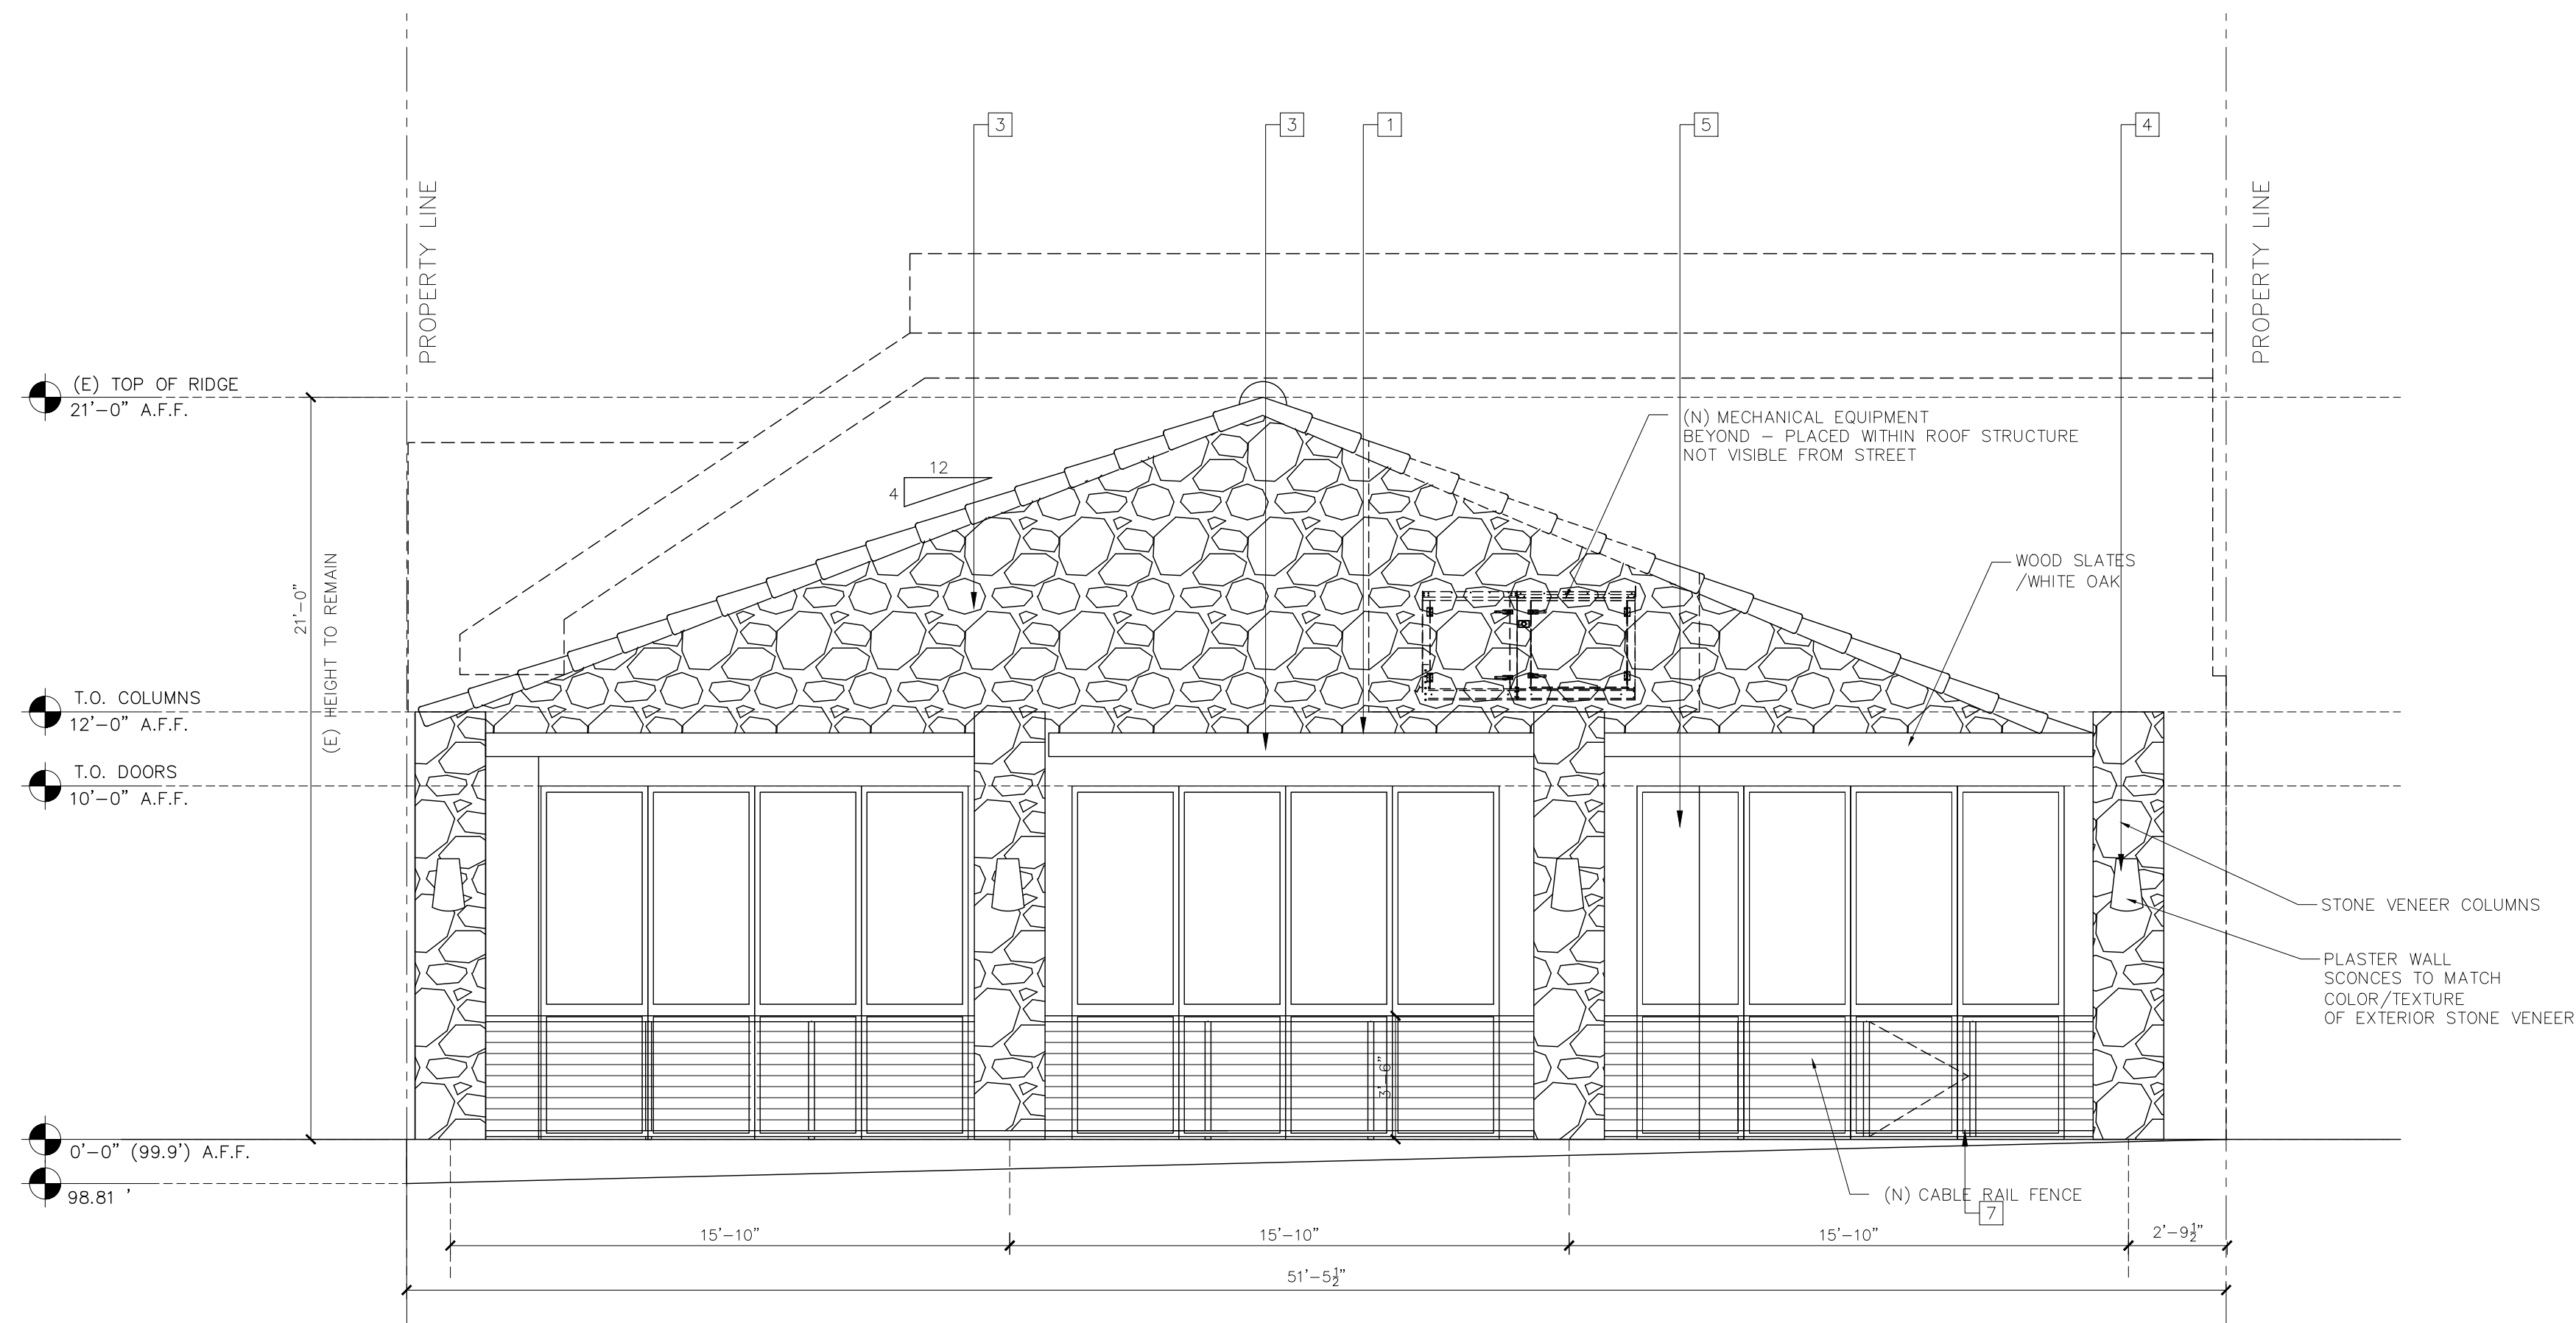 3
3
1
5
4
PROPERTY LINE
PROPERTY LINE
(E) TOP OF RIDGE
21'-0" A.F.F.
(N) MECHANICAL EQUIPMENT
BEYOND – PLACED WITHIN ROOF STRUCTURE
NOT VISIBLE FROM STREET
12
4
WOOD SLATES
/WHITE OAK
21'-0"
(E) HEIGHT TO REMAIN
T.O. COLUMNS
12'-0" A.F.F.
T.O. DOORS
10'-0" A.F.F.
STONE VENEER COLUMNS
PLASTER WALL
SCONCES TO MATCH
COLOR/TEXTURE
OF EXTERIOR STONE VENEER
3'-6"
0'-0" (99.9') A.F.F.
98.81 '
(N) CABLE RAIL FENCE
7
15'-10"
15'-10"
15'-10"
2'-9½"
51'-5½"